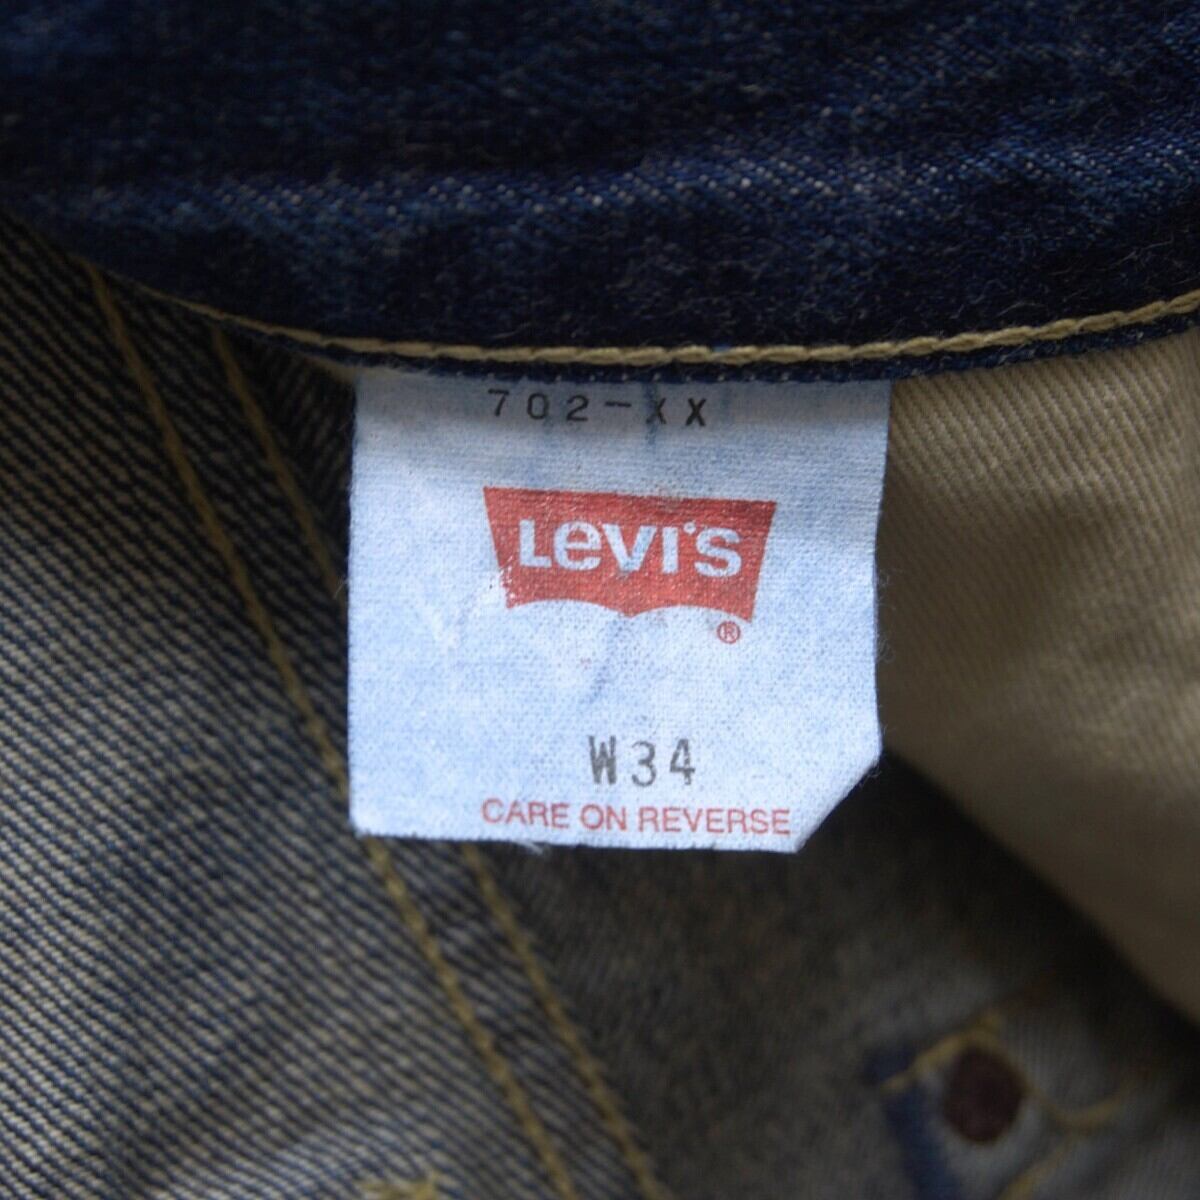 702-XX
LEVI'S
®
W34
CARE ON REVERSE